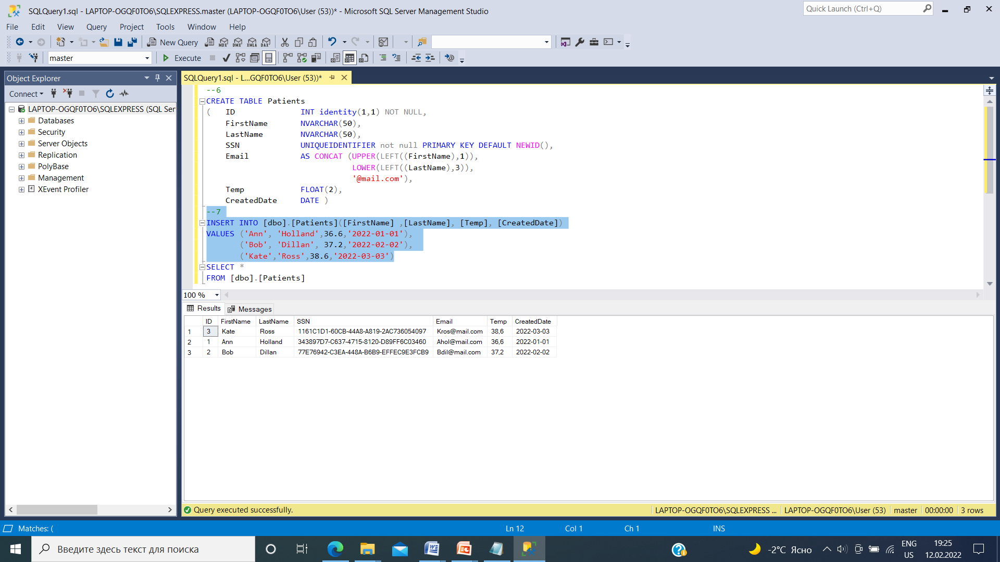 SQLQuery1.sql - LAPTOP-OGQF0TO6\SQLEXPRESS.master (LAPTOP-OGQF0TO6\User (53))* - Microsoft SQL Server Management Studio
Quick Launch (Ctrl+Q)
File Edit View Query Project Tools Window Help
New Query MDX DMX XMLA DAX
master Execute
Object Explorer
SQLQuery1.sql - L...GQF0TO6\User (53))*
Connect
LAPTOP-OGQF0TO6\SQLEXPRESS (SQL Ser
Databases
Security
Server Objects
Replication
PolyBase
Management
XEvent Profiler
--6
CREATE TABLE Patients
( ID INT identity(1,1) NOT NULL,
FirstName NVARCHAR(50),
LastName NVARCHAR(50),
SSN UNIQUEIDENTIFIER not null PRIMARY KEY DEFAULT NEWID(),
Email AS CONCAT (UPPER(LEFT((FirstName),1)),
LOWER(LEFT((LastName),3)),
'@mail.com'),
Temp FLOAT(2),
CreatedDate DATE )
--7
INSERT INTO [dbo].[Patients]([FirstName] ,[LastName], [Temp], [CreatedDate])
VALUES ('Ann', 'Holland',36.6,'2022-01-01'),
('Bob', 'Dillan', 37.2,'2022-02-02'),
('Kate','Ross',38.6,'2022-03-03')
SELECT *
FROM [dbo].[Patients]
100 %
Results Messages
ID FirstName LastName SSN Email Temp CreatedDate
1 3 Kate Ross 1161C1D1-60CB-44A8-A819-2AC736054097 Kros@mail.com 38,6 2022-03-03
2 1 Ann Holland 343897D7-C637-4715-8120-D89FF6C03460 Ahol@mail.com 36,6 2022-01-01
3 2 Bob Dillan 77E76942-C3EA-448A-B6B9-EFFEC9E3FCB9 Bdil@mail.com 37,2 2022-02-02
Query executed successfully. LAPTOP-OGQF0TO6\SQLEXPRESS ... LAPTOP-OGQF0TO6\User (53) master 00:00:00 3 rows
Matches: ( Ln 12 Col 1 Ch 1 INS
Введите здесь текст для поиска
-2°C Ясно
ENG
US
19:25
12.02.2022